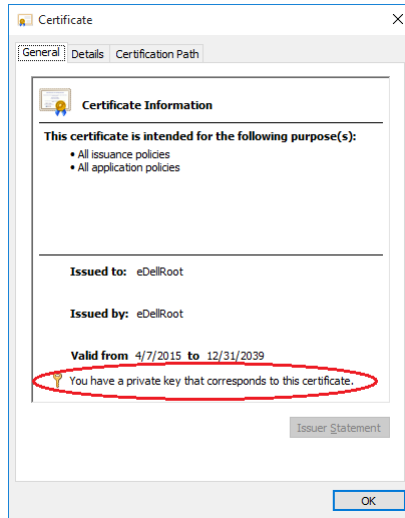 Certificate
General Details Certification Path
Certificate Information
This certificate is intended for the following purpose(s):
• All issuance policies
• All application policies
Issued to: eDellRoot
Issued by: eDellRoot
Valid from 4/7/2015 to 12/31/2039
You have a private key that corresponds to this certificate.
Issuer Statement
OK